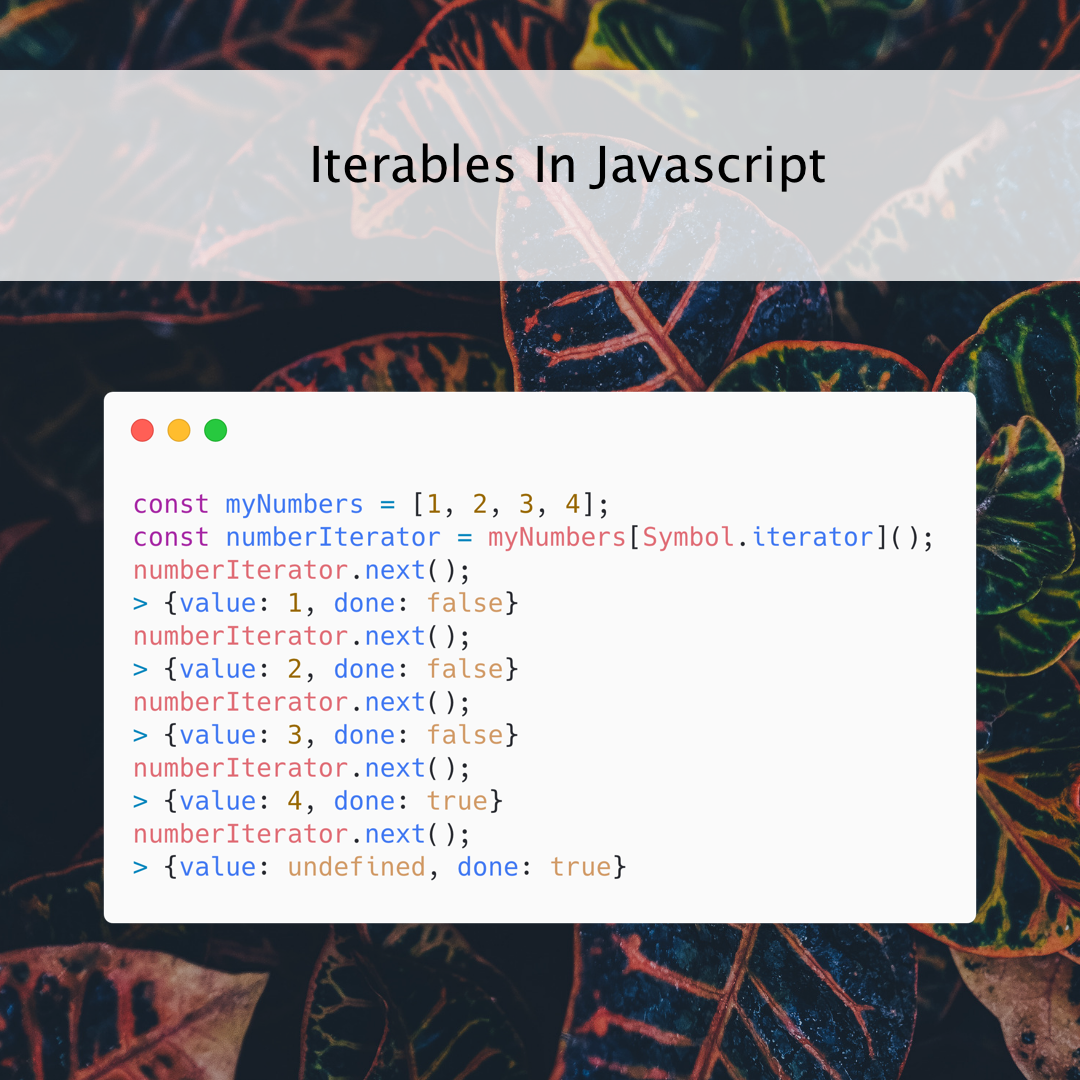 Iterables In Javascript
const myNumbers = [1, 2, 3, 4];
const numberIterator = myNumbers[Symbol.iterator]();
numberIterator.next();
> {value: 1, done: false}
numberIterator.next();
> {value: 2, done: false}
numberIterator.next();
> {value: 3, done: false}
numberIterator.next();
> {value: 4, done: true}
numberIterator.next();
> {value: undefined, done: true}